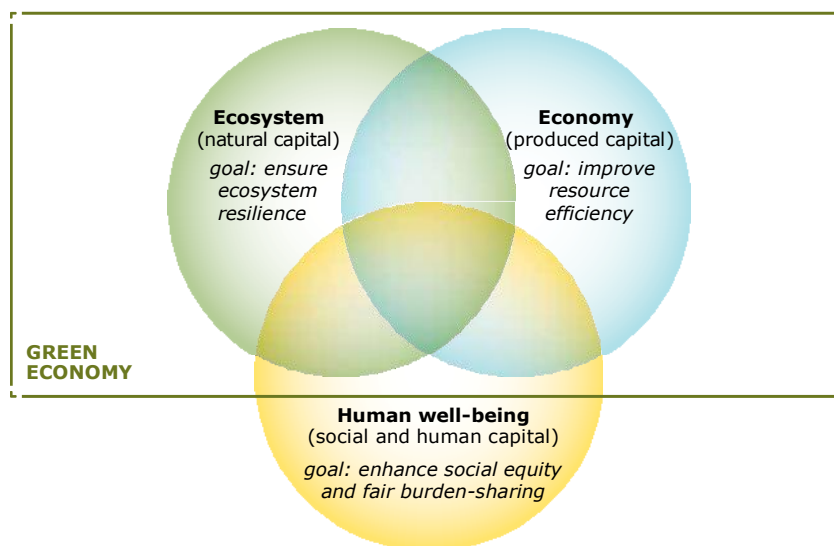 Ecosystem
(natural capital)
goal: ensure
ecosystem
resilience
Economy
(produced capital)
goal: improve
resource
efficiency
GREEN
ECONOMY
Human well-being
(social and human capital)
goal: enhance social equity
and fair burden-sharing